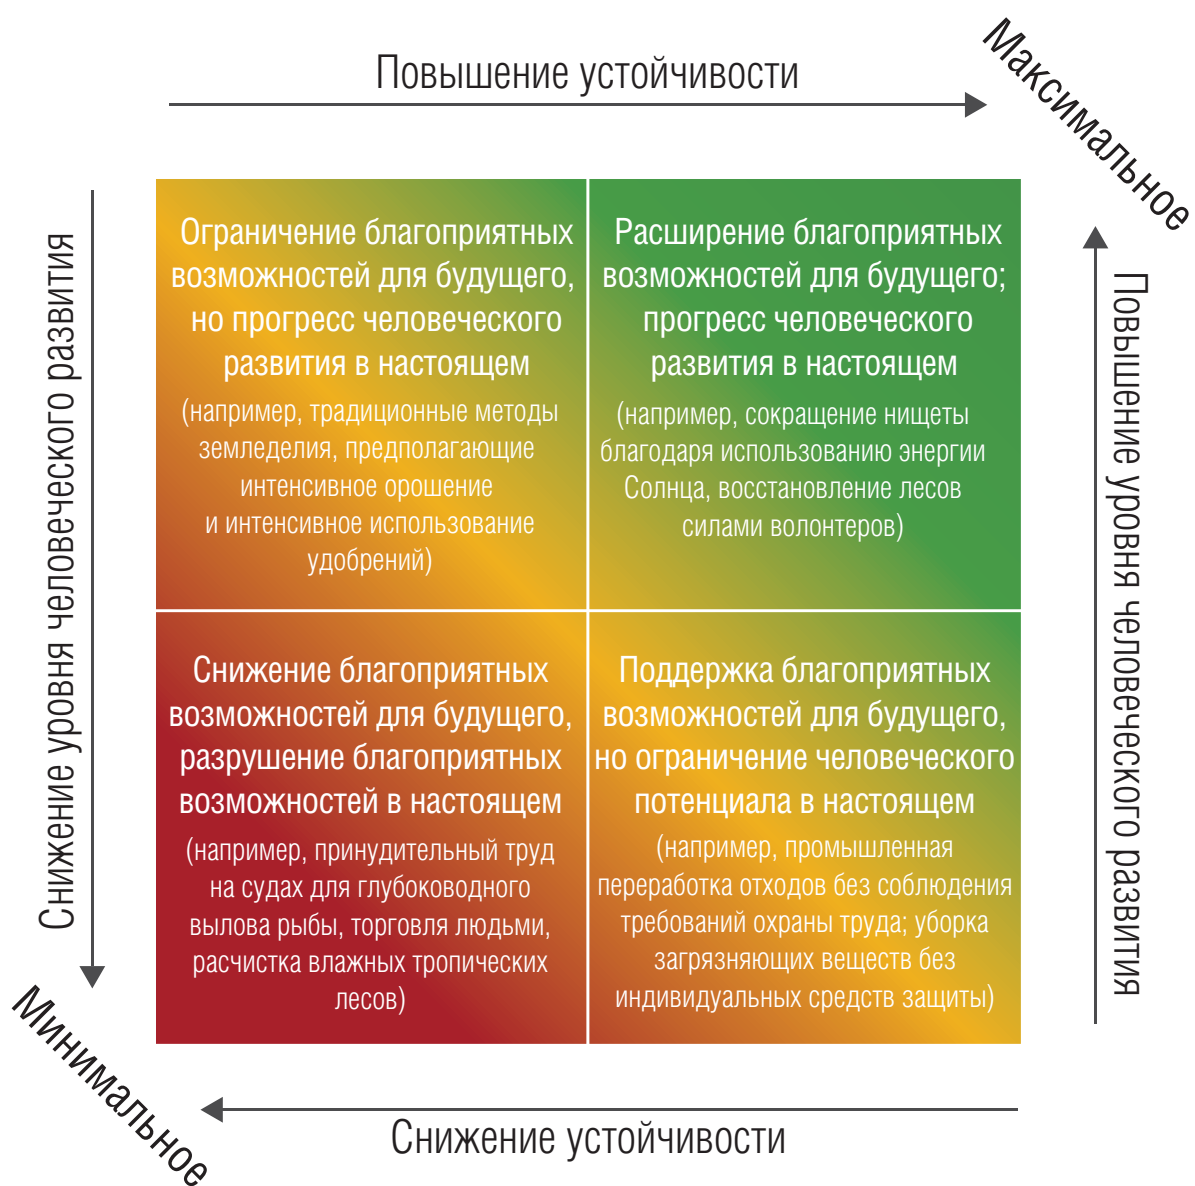 Повышение устойчивости
Максимальное
Снижение уровня человеческого развития
Ограничение благоприятных
возможностей для будущего,
но прогресс человеческого
развития в настоящем
(например, традиционные методы
земледелия, предполагающие
интенсивное орошение
и интенсивное использование
удобрений)
Расширение благоприятных
возможностей для будущего;
прогресс человеческого
развития в настоящем
(например, сокращение нищеты
благодаря использованию энергии
Солнца, восстановление лесов
силами волонтеров)
Повышение уровня человеческого развития
Снижение благоприятных
возможностей для будущего,
разрушение благоприятных
возможностей в настоящем
(например, принудительный труд
на судах для глубоководного
вылова рыбы, торговля людьми,
расчистка влажных тропических
лесов)
Поддержка благоприятных
возможностей для будущего,
но ограничение человеческого
потенциала в настоящем
(например, промышленная
переработка отходов без соблюдения
требований охраны труда; уборка
загрязняющих веществ без
индивидуальных средств защиты)
Минимальное
Снижение устойчивости